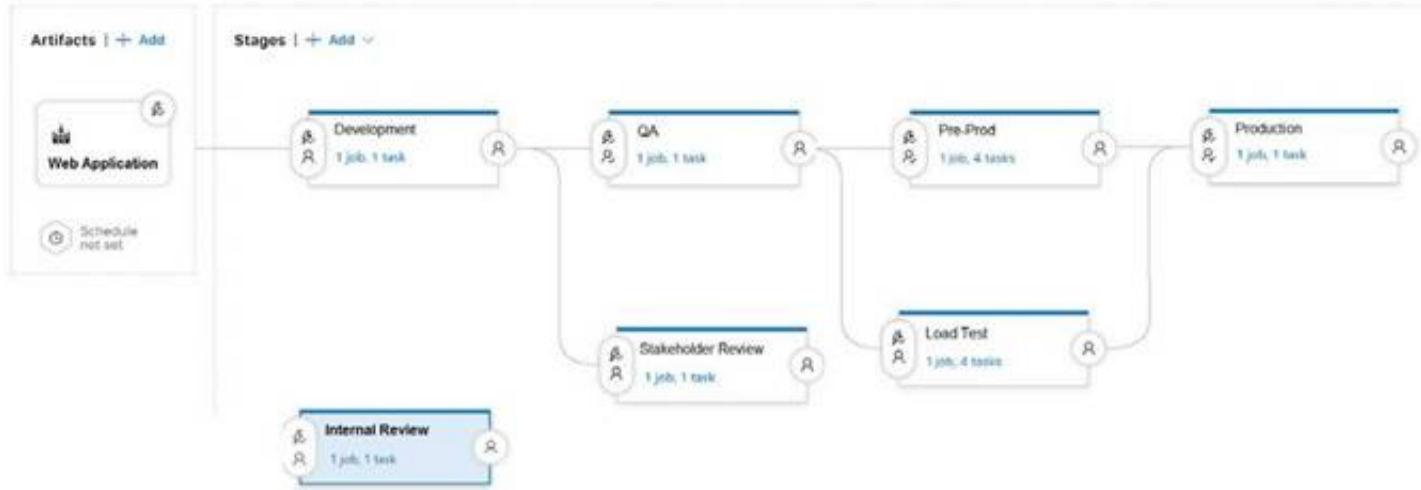 Artifacts | + Add
Stages | + Add
Web Application
Schedule
not set
Development
1 job, 1 task
QA
1 job, 1 task
Pre-Prod
1 job, 4 tasks
Production
1 job, 1 task
Stakeholder Review
1 job, 1 task
Load Test
1 job, 4 tasks
Internal Review
1 job, 1 task